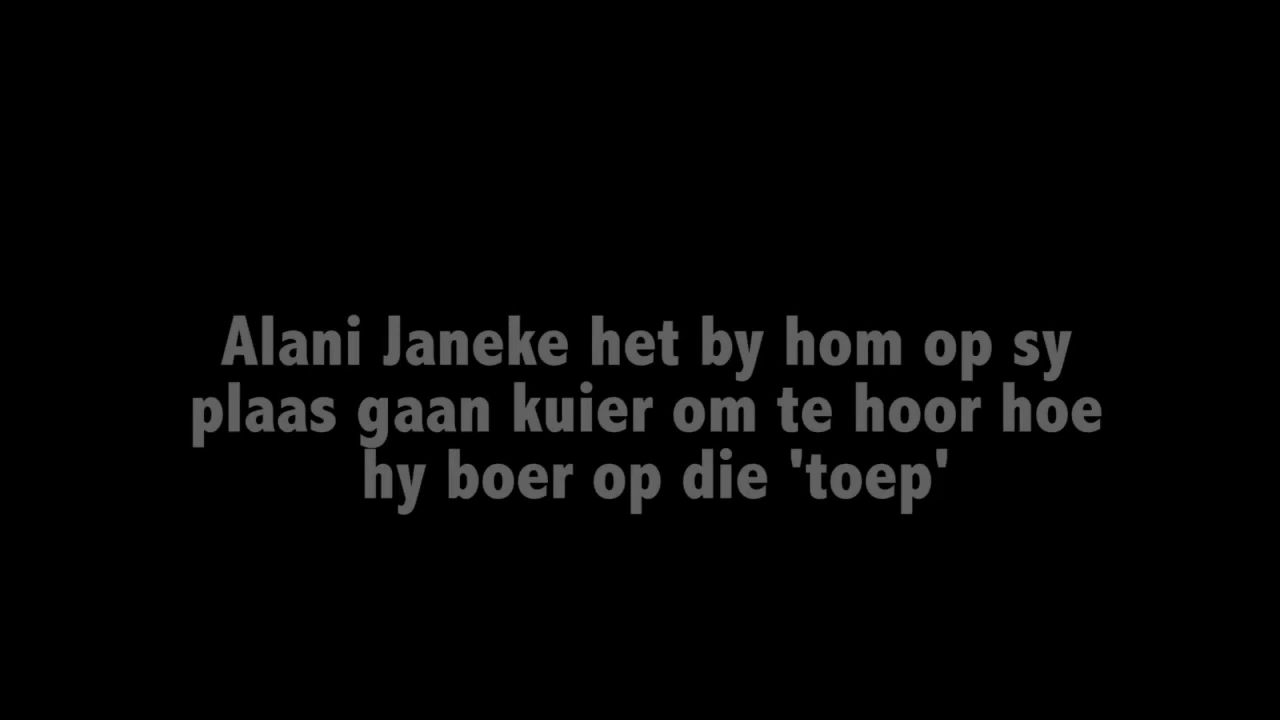 Alani Janeke het by hom op sy
plaas gaan kuier om te hoor hoe
hy boer op die 'toep'